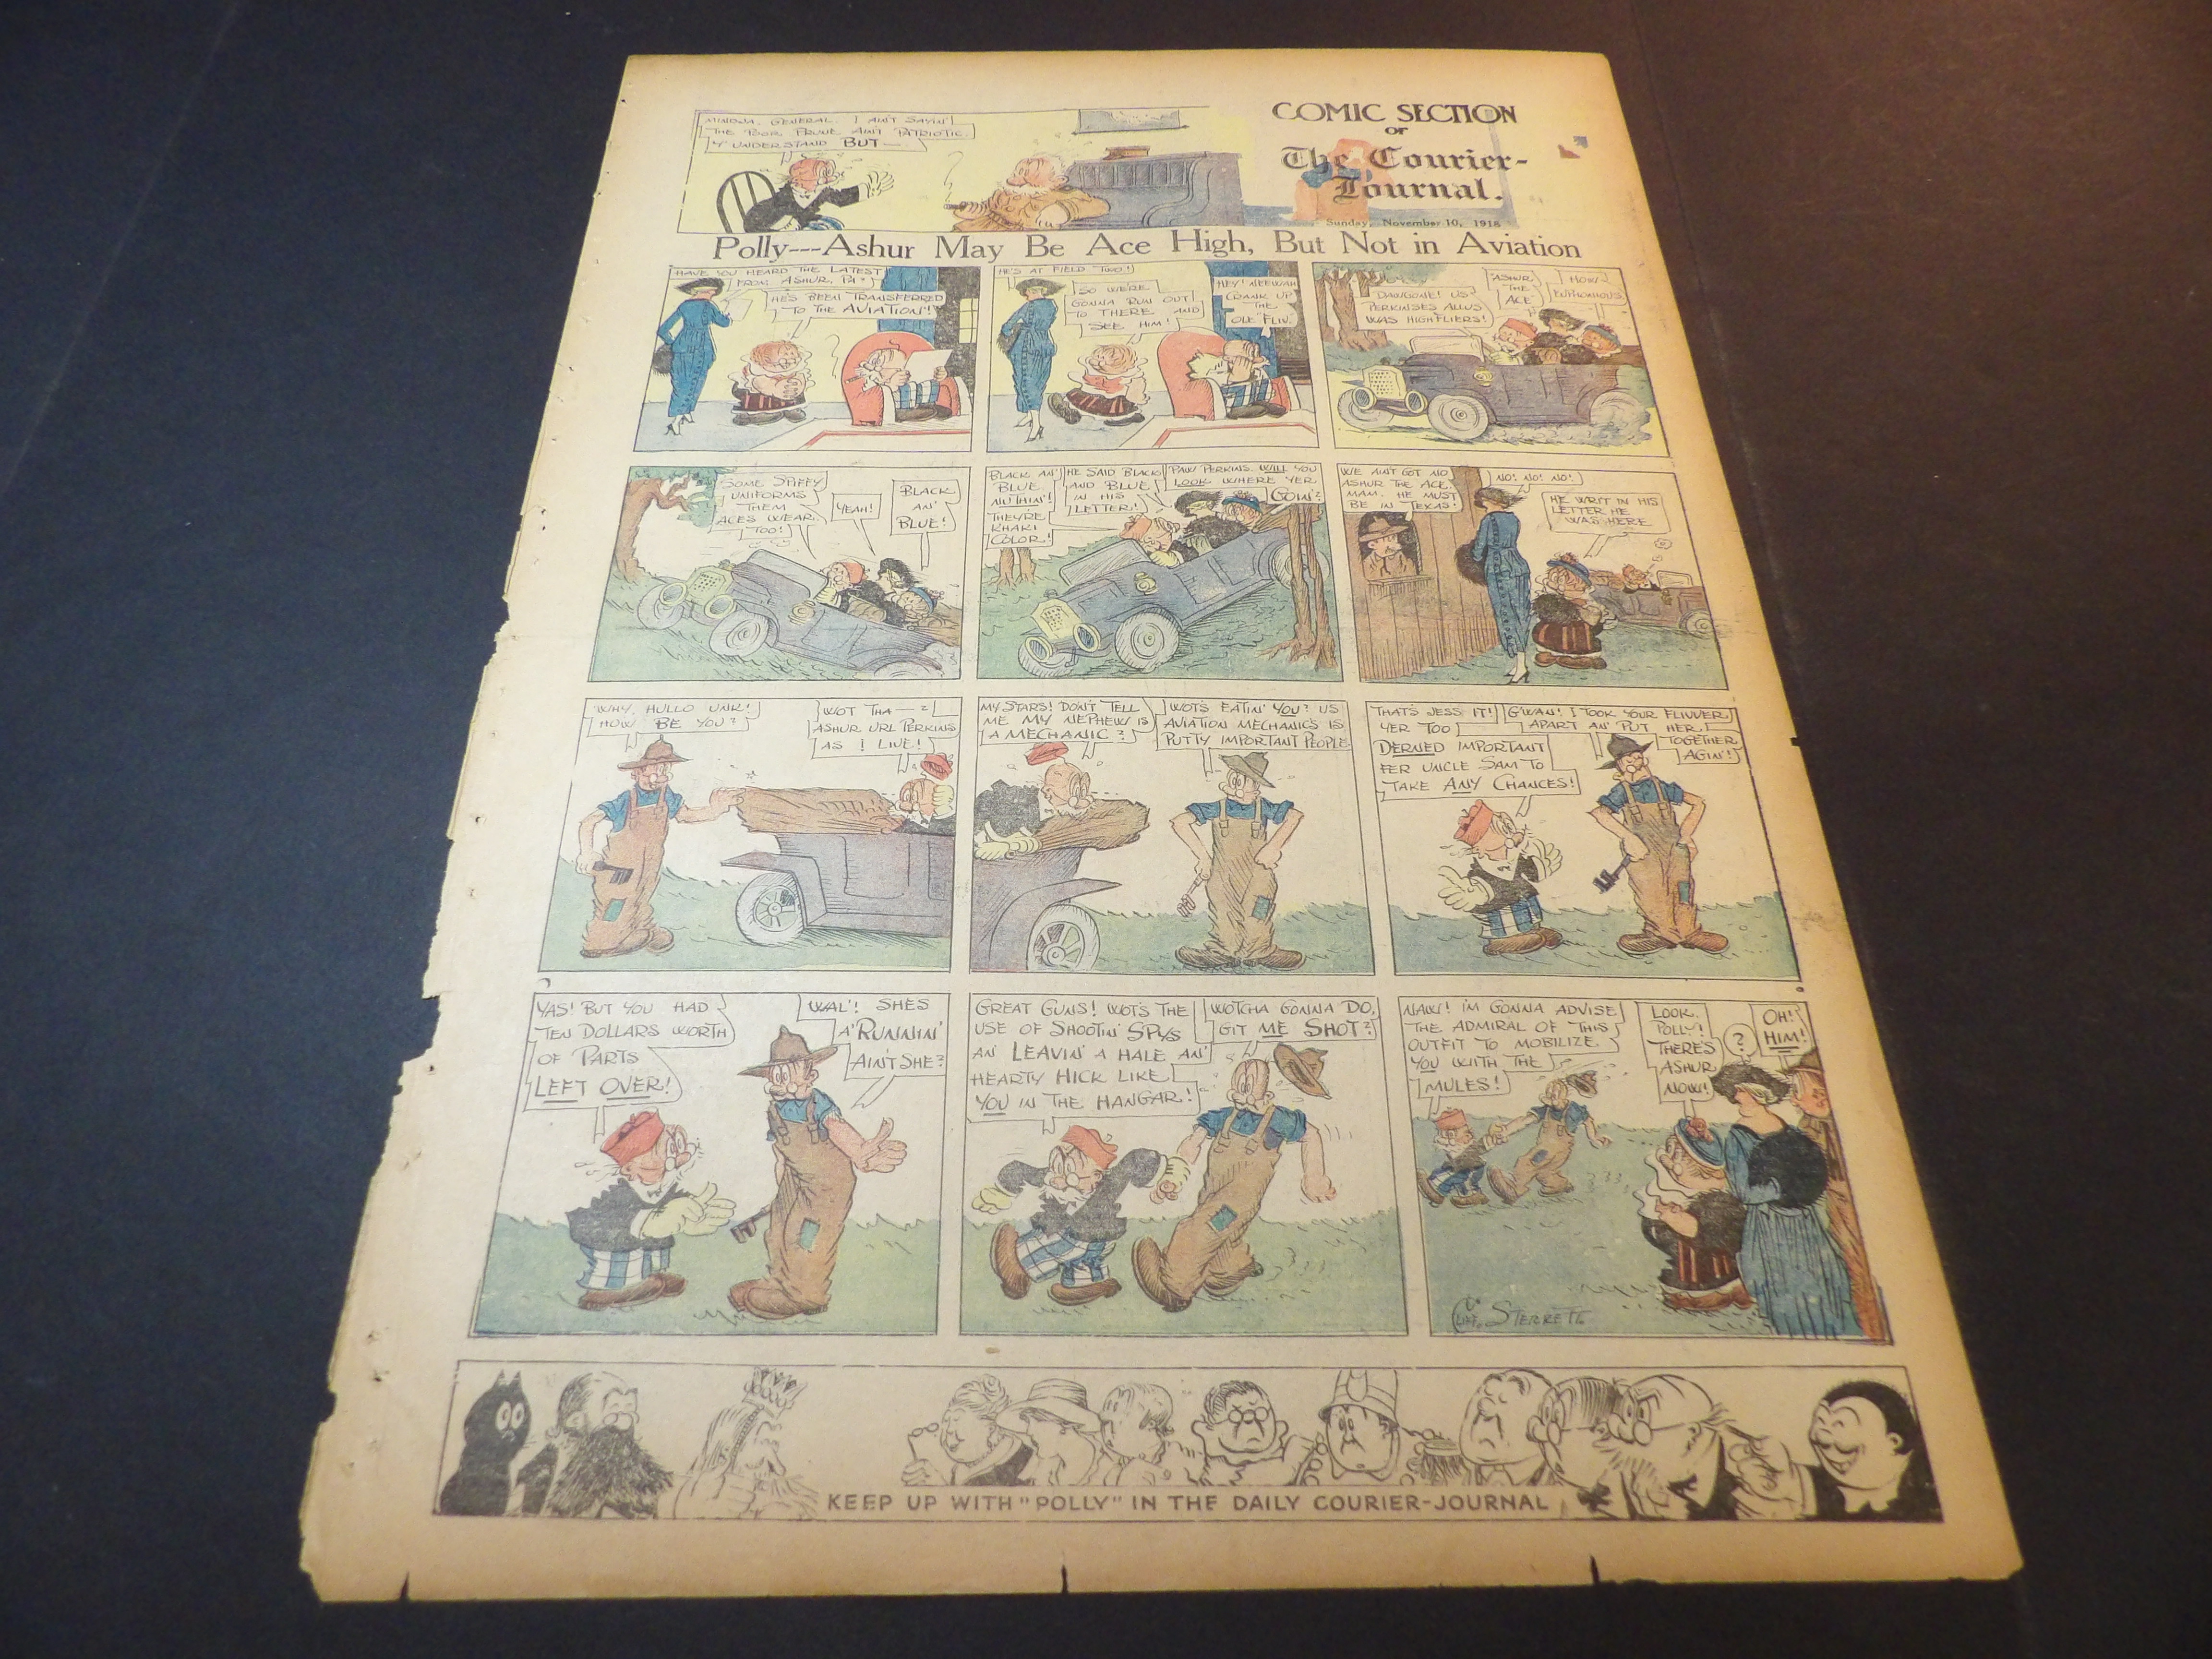 MINDJA, GENERAL I AIN'T SAYIN'
THE POOR PRUNE AIN'T PATRIOTIC.
Y' UNDERSTAND BUT —
COMIC SECTION
OF
The Courier-
Journal.
Sunday, November 10, 1918
Polly---Ashur May Be Ace High, But Not in Aviation
HAVE YOU HEARD THE LATEST
FROM ASHUR, PA?
HE'S BEEN TRANSFERRED
TO THE AVIATION!
HE'S AT FIELD TWO!
SO WE'RE
GONNA RUN OUT
TO THERE AND
SEE HIM!
HEY! NEEWAH
CRANK UP
THE
OLE "FLIV."
DAWGONE! US
PERKINSES ALLUS
WAS HIGH FLIERS!
"ASHUR
THE
ACE"
HOW
EUPHONIOUS
SOME SPIFFY
UNIFORMS
THEM
ACES WEAR,
TOO!
YEAH!
BLACK
AN'
BLUE!
BLACK AN'
BLUE
NUTHIN'!
THEY'RE
KHAKI
COLOR!
HE SAID BLACK
AND BLUE
IN HIS
LETTER!
PAW PERKINS, WILL YOU
LOOK WHERE YER
GOIN'?
WE AIN'T GOT NO
ASHUR THE ACE,
MAM. HE MUST
BE IN TEXAS!
NO! NO! NO!
HE WRIT IN HIS
LETTER HE
WAS HERE
WHY, HULLO UNK!
HOW BE YOU?
WOT THA — ?
ASHUR URL PERKINS
AS I LIVE!
MY STARS! DON'T TELL
ME MY NEPHEW IS
A MECHANIC?
WOT'S EATIN' YOU? US
AVIATION MECHANICS IS
PUTTY IMPORTANT PEOPLE
THAT'S JESS IT!
YER TOO
DERNED IMPORTANT
FER UNCLE SAM TO
TAKE ANY CHANCES!
G'WAN! I TOOK YOUR FLIVVER
APART AN' PUT HER
TOGETHER
AGIN'!
YAS! BUT YOU HAD
TEN DOLLARS WORTH
OF PARTS
LEFT OVER!
WAL'! SHES
A' RUNNIN'
AIN'T SHE?
GREAT GUNS! WOT'S THE
USE OF SHOOTIN' SPYS
AN' LEAVIN' A HALE AN'
HEARTY HICK LIKE
YOU IN THE HANGAR!
WOTCHA GONNA DO,
GIT ME SHOT?
NAW! I'M GONNA ADVISE
THE ADMIRAL OF THIS
OUTFIT TO MOBILIZE
YOU WITH THE
MULES!
LOOK,
POLLY!
THERE'S
ASHUR
NOW!
?
OH!
HIM!
CLIFF. STERRETT
KEEP UP WITH "POLLY" IN THE DAILY COURIER-JOURNAL